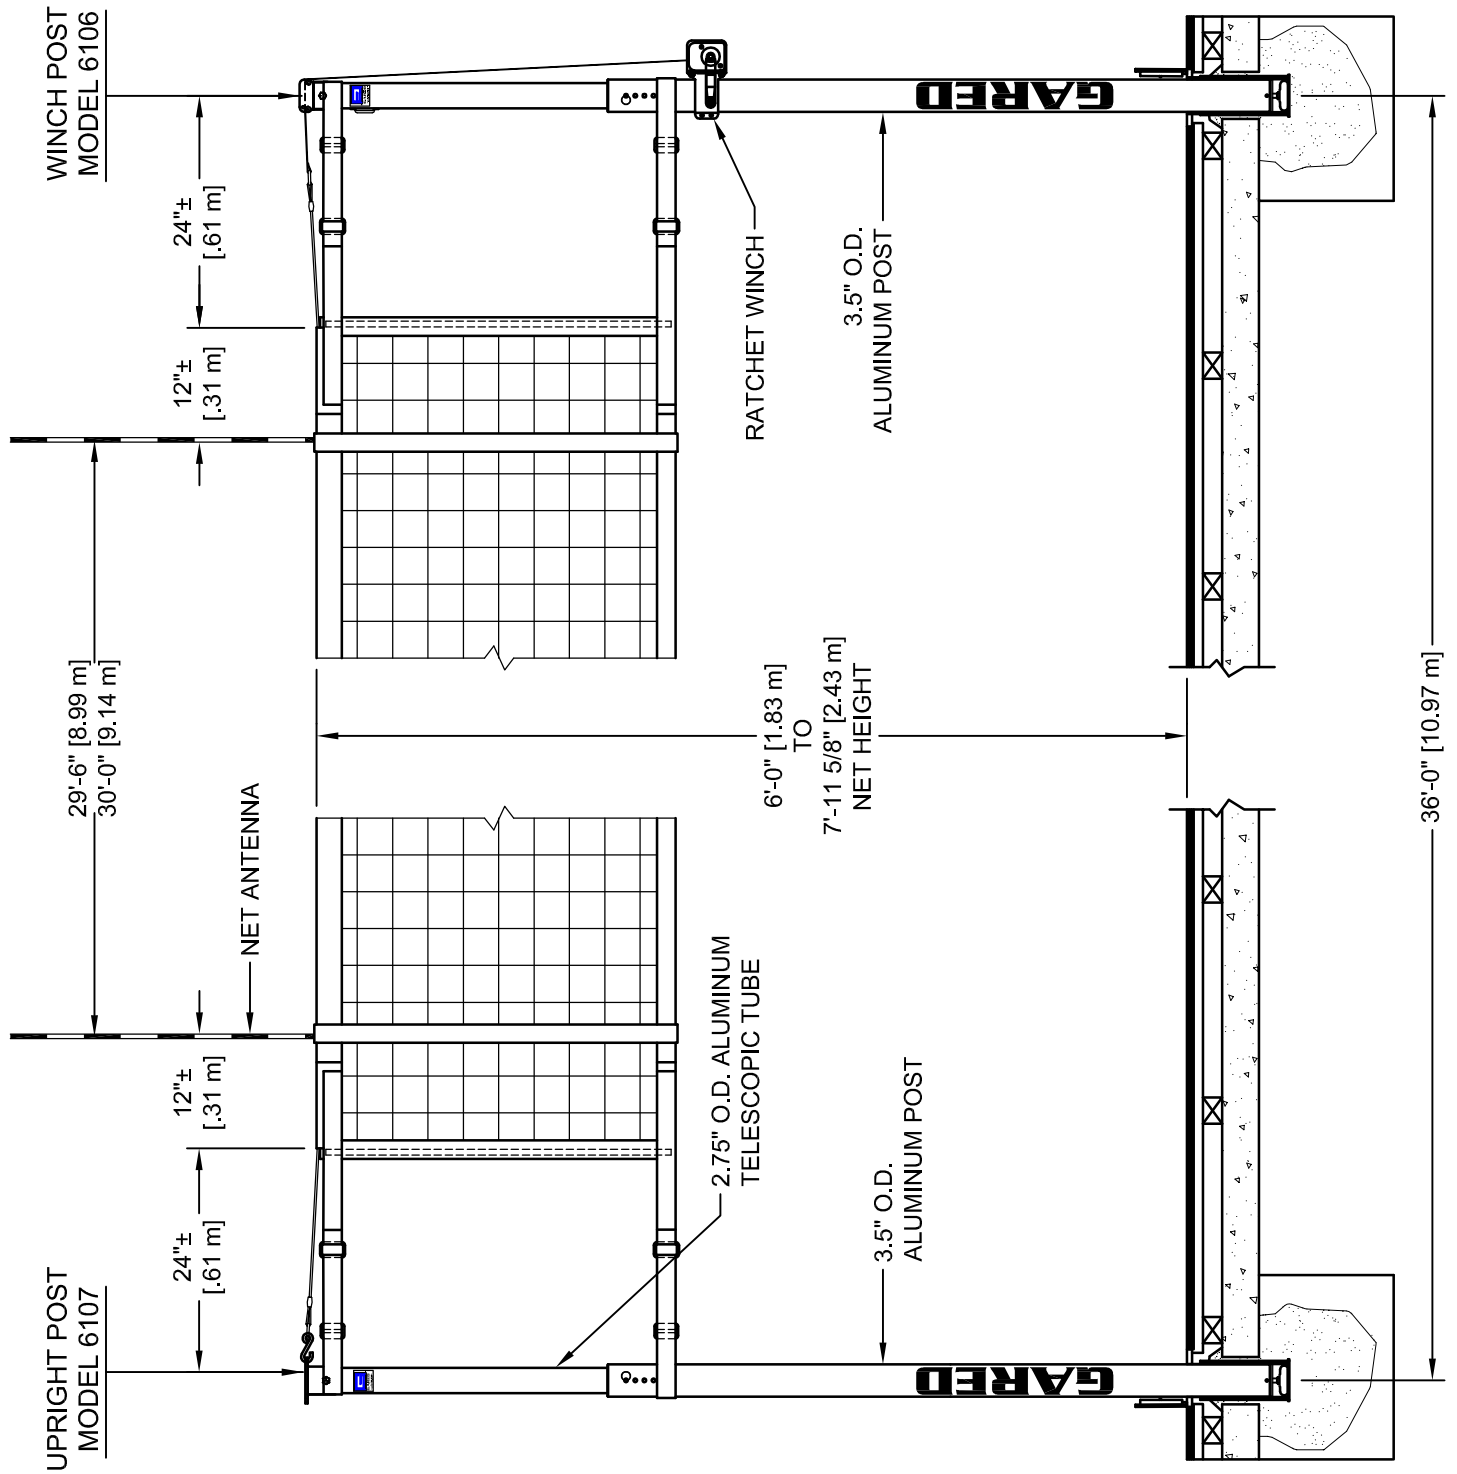 UPRIGHT POST
MODEL 6107
WINCH POST
MODEL 6106
29'-6" [8.99 m]
30'-0" [9.14 m]
24"±
[.61 m]
12"±
[.31 m]
12"±
[.31 m]
24"±
[.61 m]
NET ANTENNA
2.75" O.D. ALUMINUM
TELESCOPIC TUBE
6'-0" [1.83 m]
TO
7'-11 5/8" [2.43 m]
NET HEIGHT
RATCHET WINCH
3.5" O.D.
ALUMINUM POST
3.5" O.D.
ALUMINUM POST
GARED
GARED
36'-0" [10.97 m]